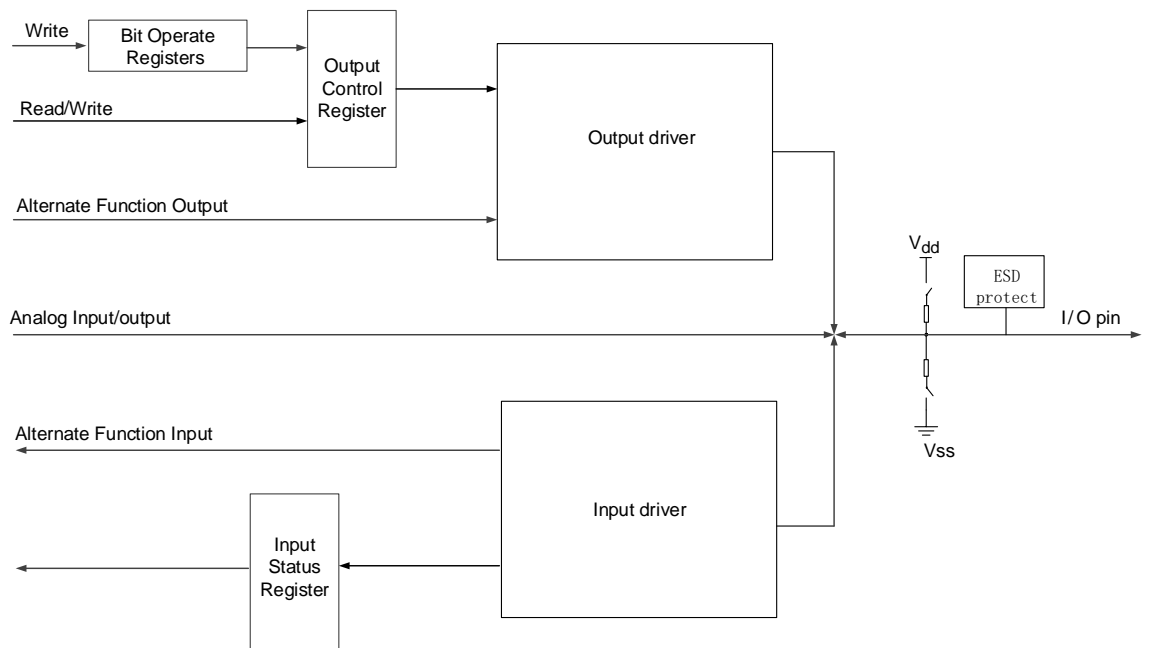 Write
Bit Operate
Registers
Output
Control
Register
Read/Write
Output driver
Alternate Function Output
Vdd
ESD
protect
Analog Input/output
I/O pin
Alternate Function Input
Vss
Input driver
Input
Status
Register